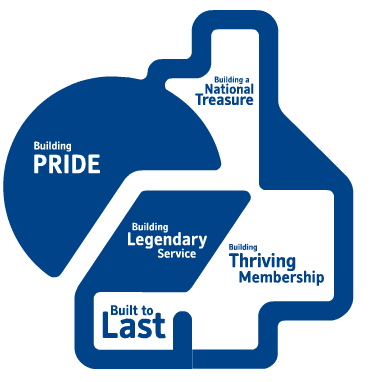 Building a
National
Treasure
Building
PRIDE
Building
Legendary
Service
Building
Thriving
Membership
Built to
Last